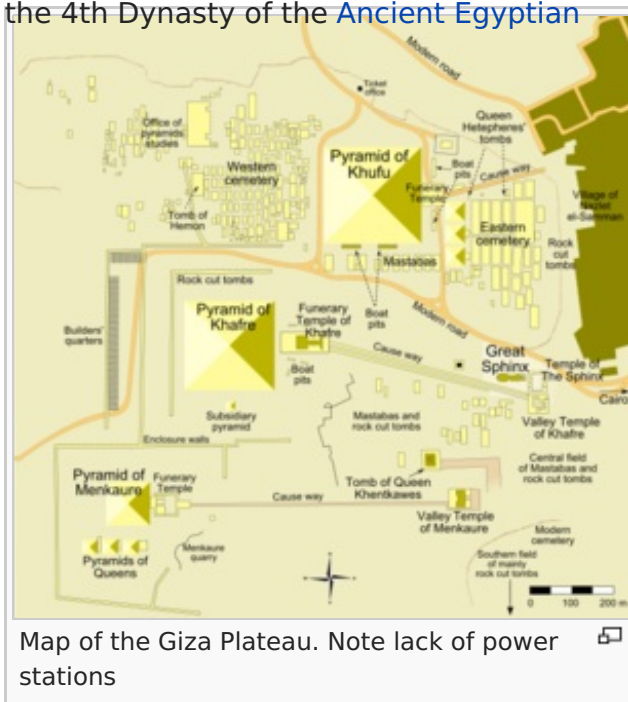 the 4th Dynasty of the Ancient Egyptian
Modern road
Ticket
office
Office of
pyramids
studies
Queen
Hetepheres'
tombs
Western
cemetery
Pyramid of
Khufu
Boat
pits
Cause way
Funerary
Temple
Village of
Nazlet
el-Samman
Tomb of
Hemon
Eastern
cemetery
Rock
cut
tombs
Mastabas
Rock cut tombs
Pyramid of
Khafre
Funerary
Temple of
Khafre
Boat
pits
Modern road
Builders'
quarters
Cause way
Great
Sphinx
Temple of
The Sphinx
Boat
pits
Cairo
Subsidiary
pyramid
Mastabas and
rock cut tombs
Valley Temple
of Khafre
Enclosure walls
Central field
of Mastabas and
rock cut tombs
Pyramid of
Menkaure
Funerary
Temple
Tomb of Queen
Khentkawes
Cause way
Valley Temple
of Menkaure
Modern
cemetery
Menkaure
quarry
Pyramids of
Queens
Southern field
of mainly
rock cut tombs
0 100 200 m
Map of the Giza Plateau. Note lack of power
stations